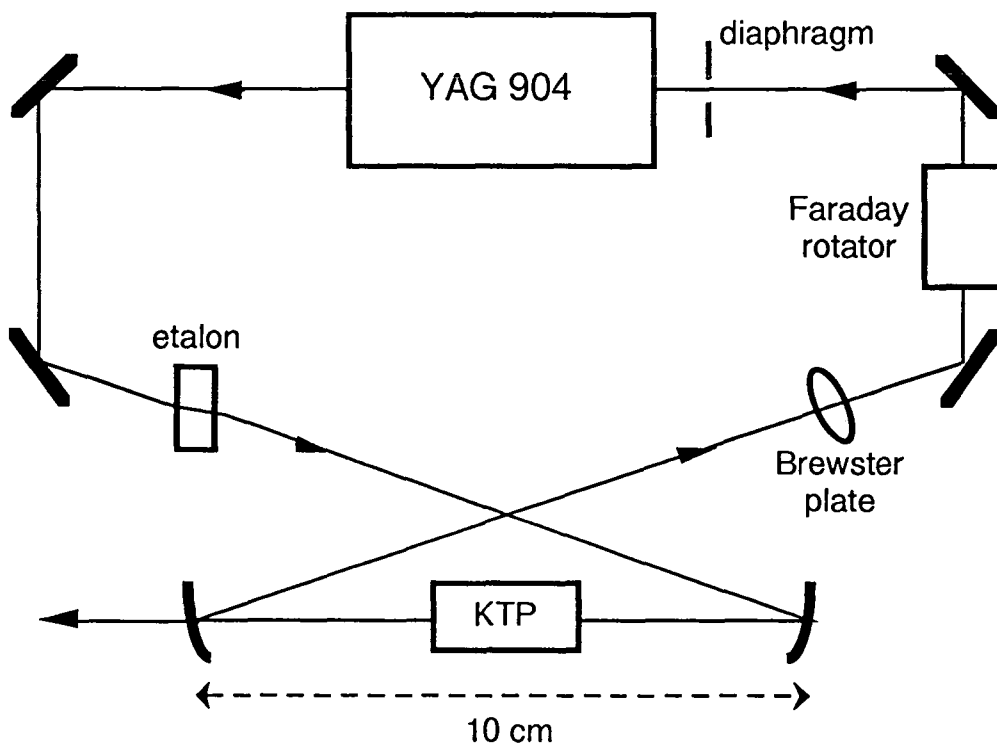 diaphragm
YAG 904
Faraday
rotator
etalon
Brewster
plate
KTP
10 cm